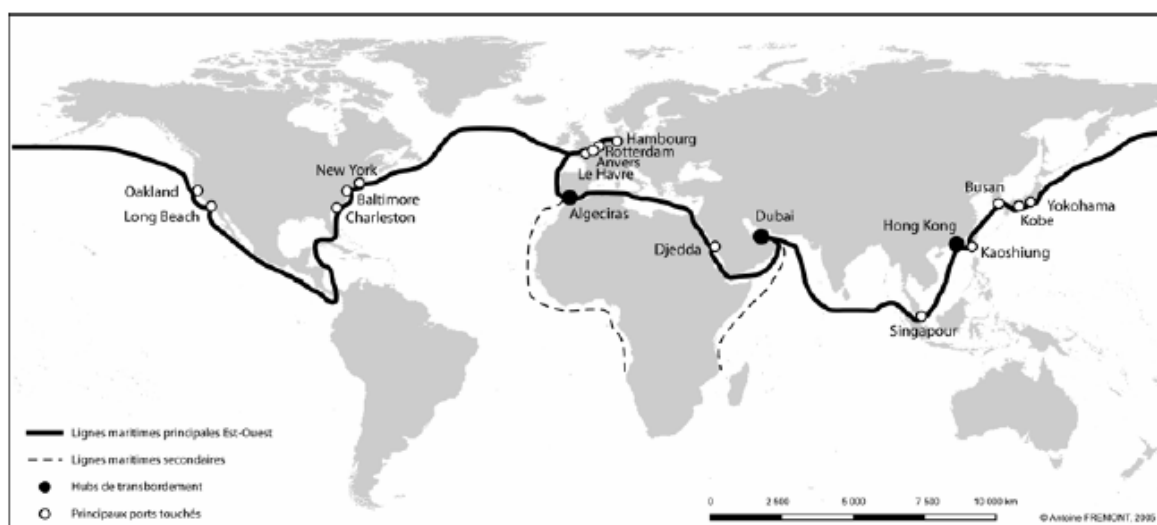 Hambourg
Rotterdam
Anvers
Le Havre
New York
Baltimore
Charleston
Oakland
Long Beach
Algeciras
Djedda
Dubai
Busan
Yokohama
Kobe
Hong Kong
Kaoshiung
Singapour
Lignes maritimes principales Est-Ouest
Lignes maritimes secondaires
Hubs de transbordement
Principaux ports touchés
0 2 500 5 000 7 500 10 000 km
© Antoine FREMONT, 2005